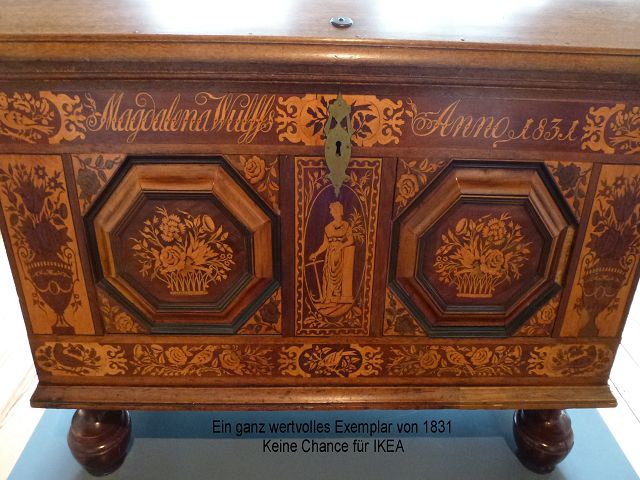 Magdalena Wulffs Anno 1831
Ein ganz wertvolles Exemplar von 1831
Keine Chance für IKEA